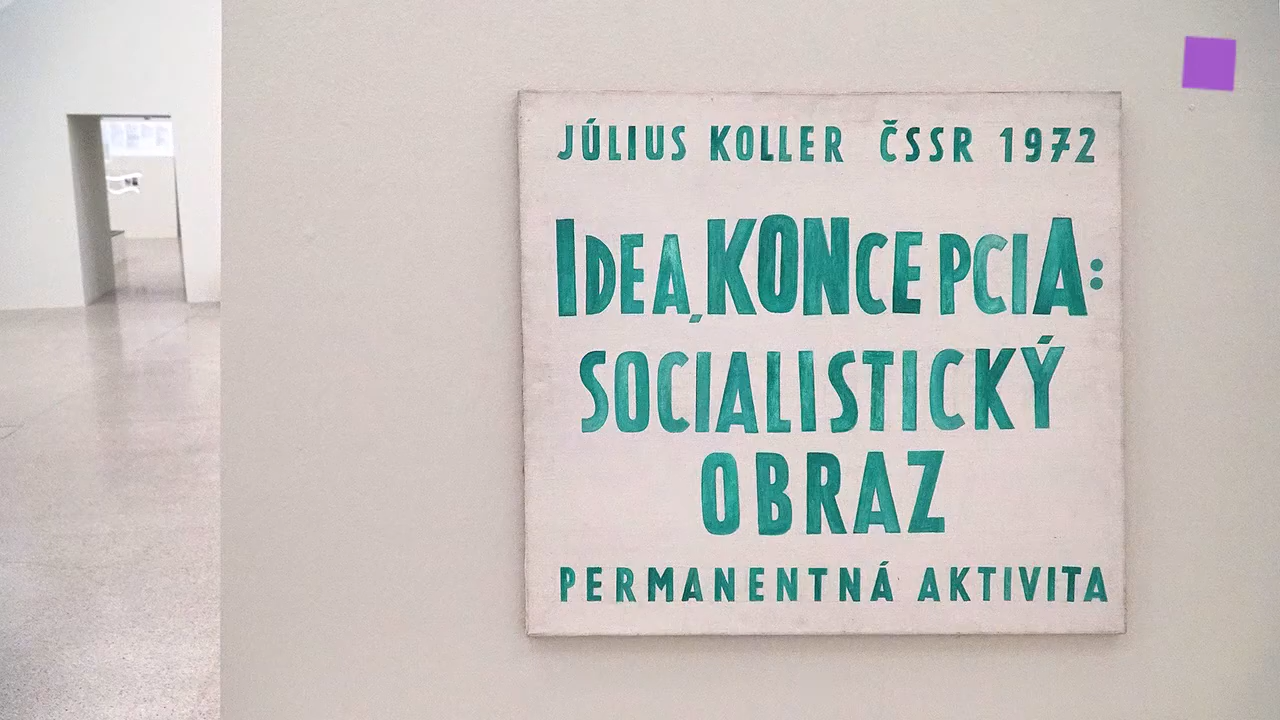 JÚLIUS KOLLER ČSSR 1972
IDEA, KONCEPCIA:
SOCIALISTICKÝ
OBRAZ
PERMANENTNÁ AKTIVITA